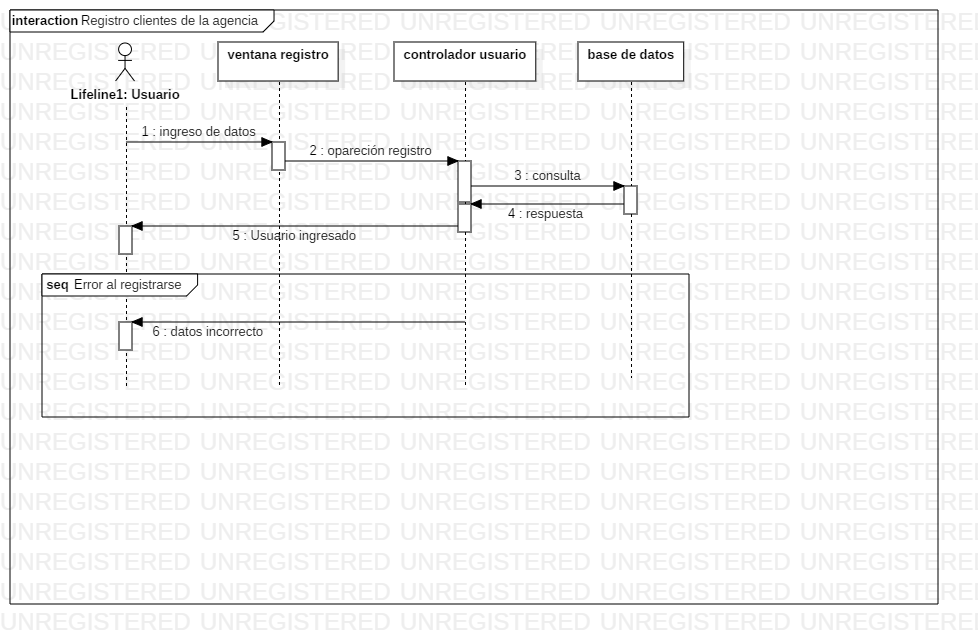 interaction Registro clientes de la agencia
ventana registro
controlador usuario
base de datos
Lifeline1: Usuario
1 : ingreso de datos
2 : opareción registro
3 : consulta
4 : respuesta
5 : Usuario ingresado
seq Error al registrarse
6 : datos incorrecto
UNREGISTERED